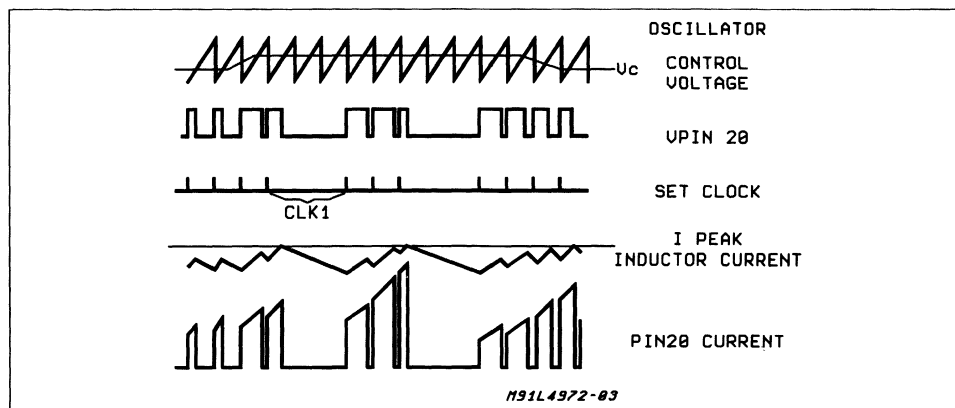 OSCILLATOR
Vc
CONTROL
VOLTAGE
VPIN 20
SET CLOCK
CLK1
I PEAK
INDUCTOR CURRENT
PIN20 CURRENT
M91L4972-03